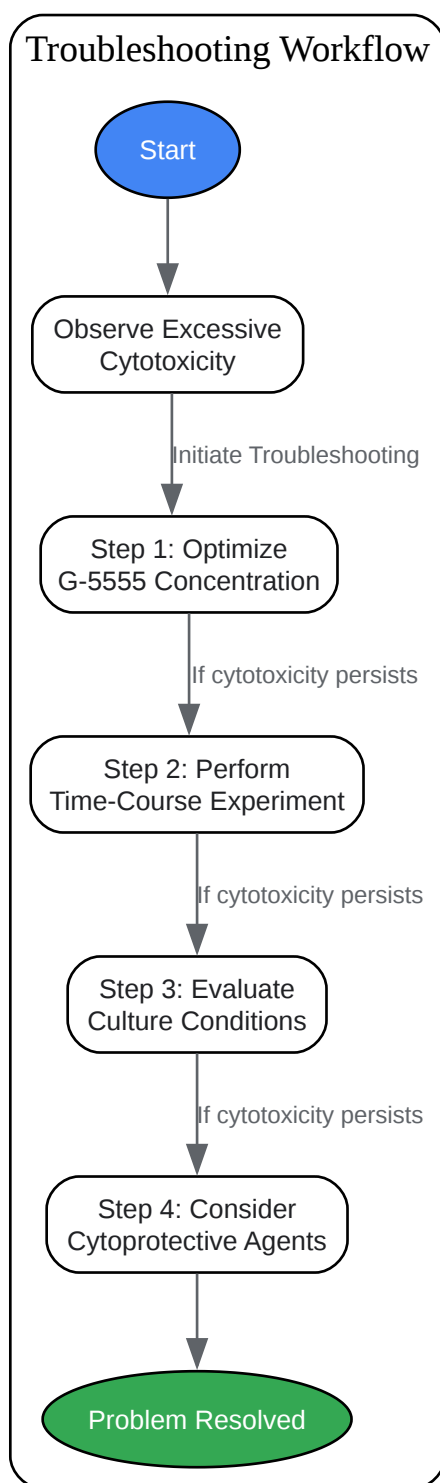 Troubleshooting Workflow
Start
Observe Excessive
Cytotoxicity
Initiate Troubleshooting
Step 1: Optimize
G-5555 Concentration
If cytotoxicity persists
Step 2: Perform
Time-Course Experiment
If cytotoxicity persists
Step 3: Evaluate
Culture Conditions
If cytotoxicity persists
Step 4: Consider
Cytoprotective Agents
Problem Resolved